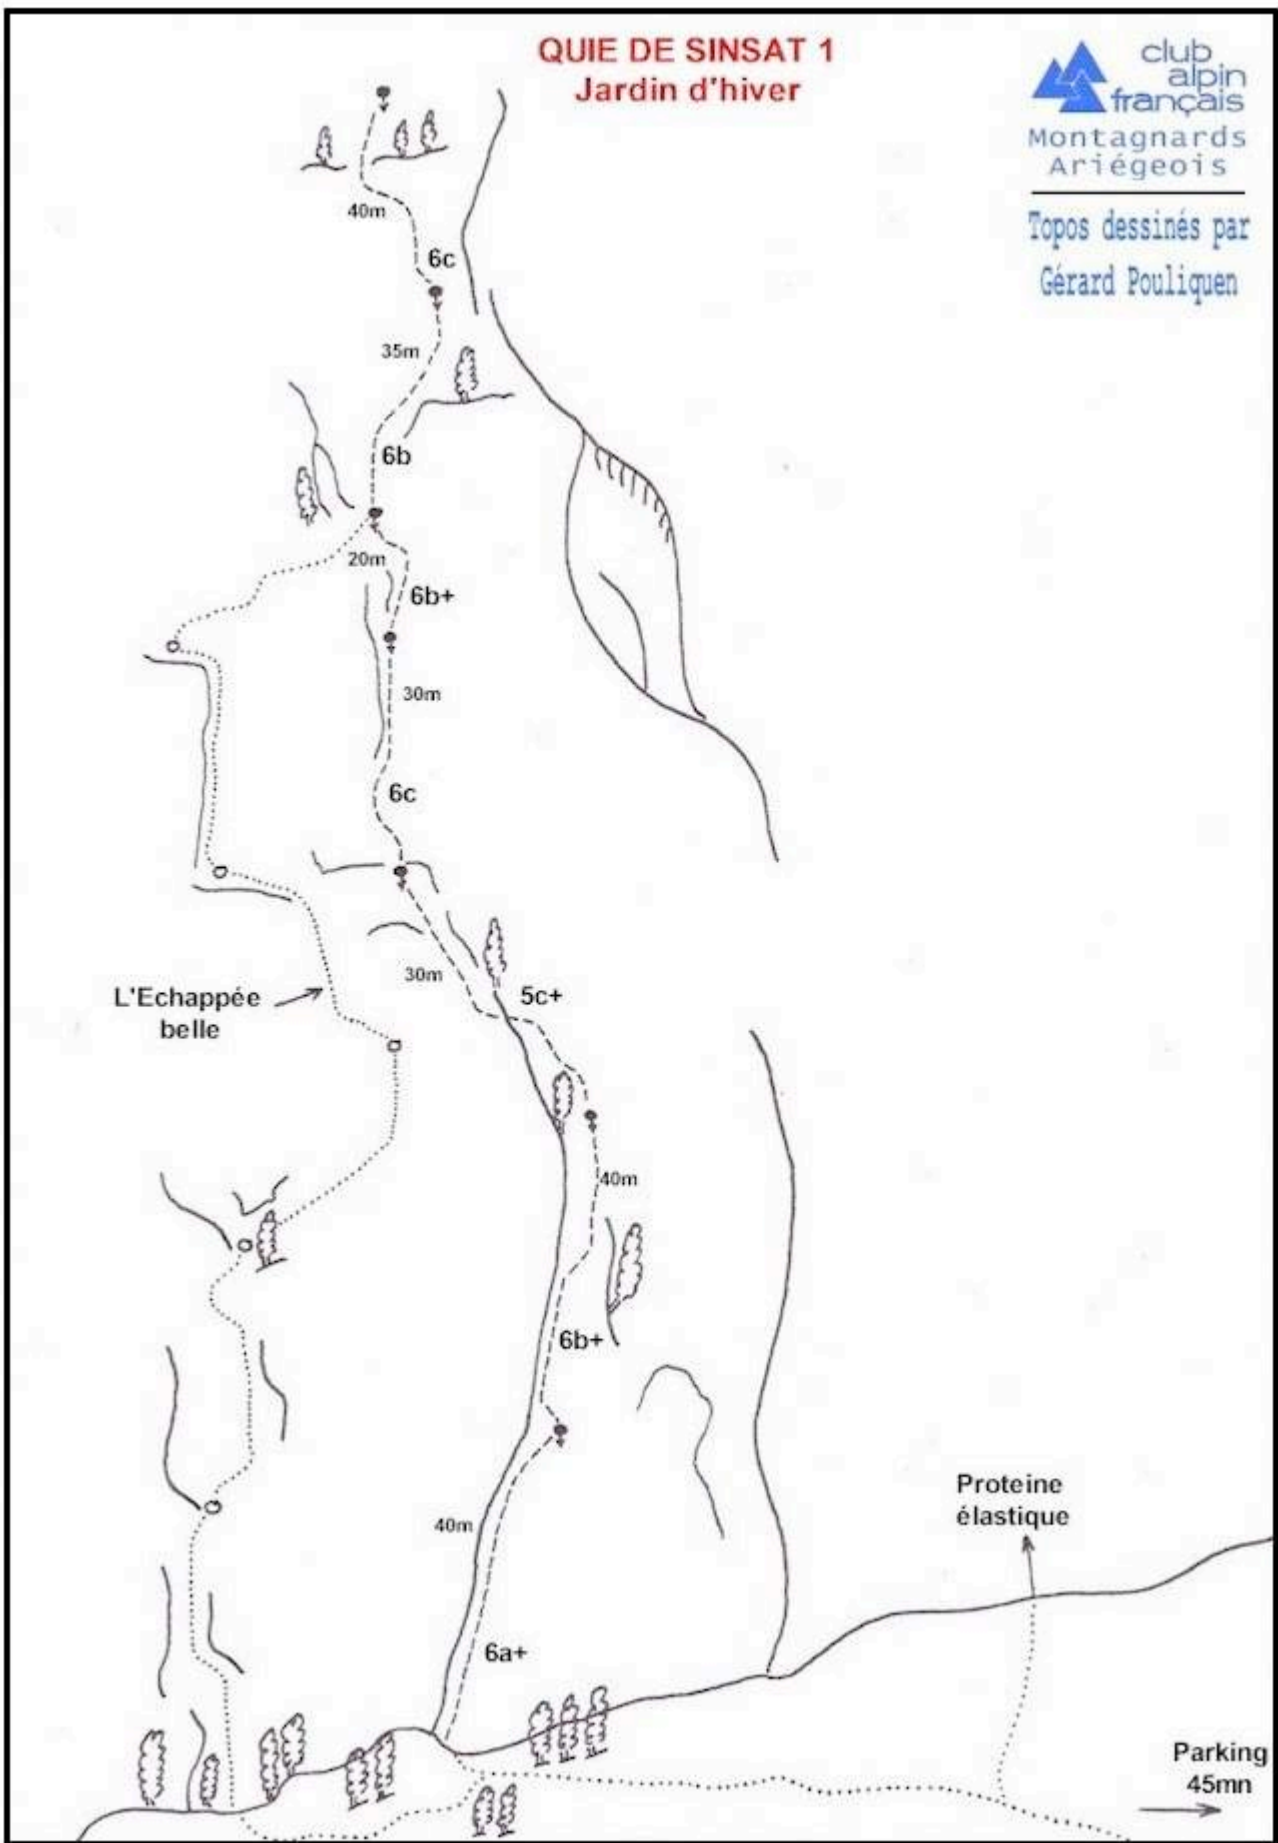 QUIE DE SINSAT 1
Jardin d'hiver
club
alpin
français
Montagnards
Ariégeois
Topos dessinés par
Gérard Pouliquen
40m
6c
35m
6b
20m
6b+
30m
6c
30m
5c+
L'Echappée
belle
40m
6b+
Proteine
élastique
40m
6a+
Parking
45mn